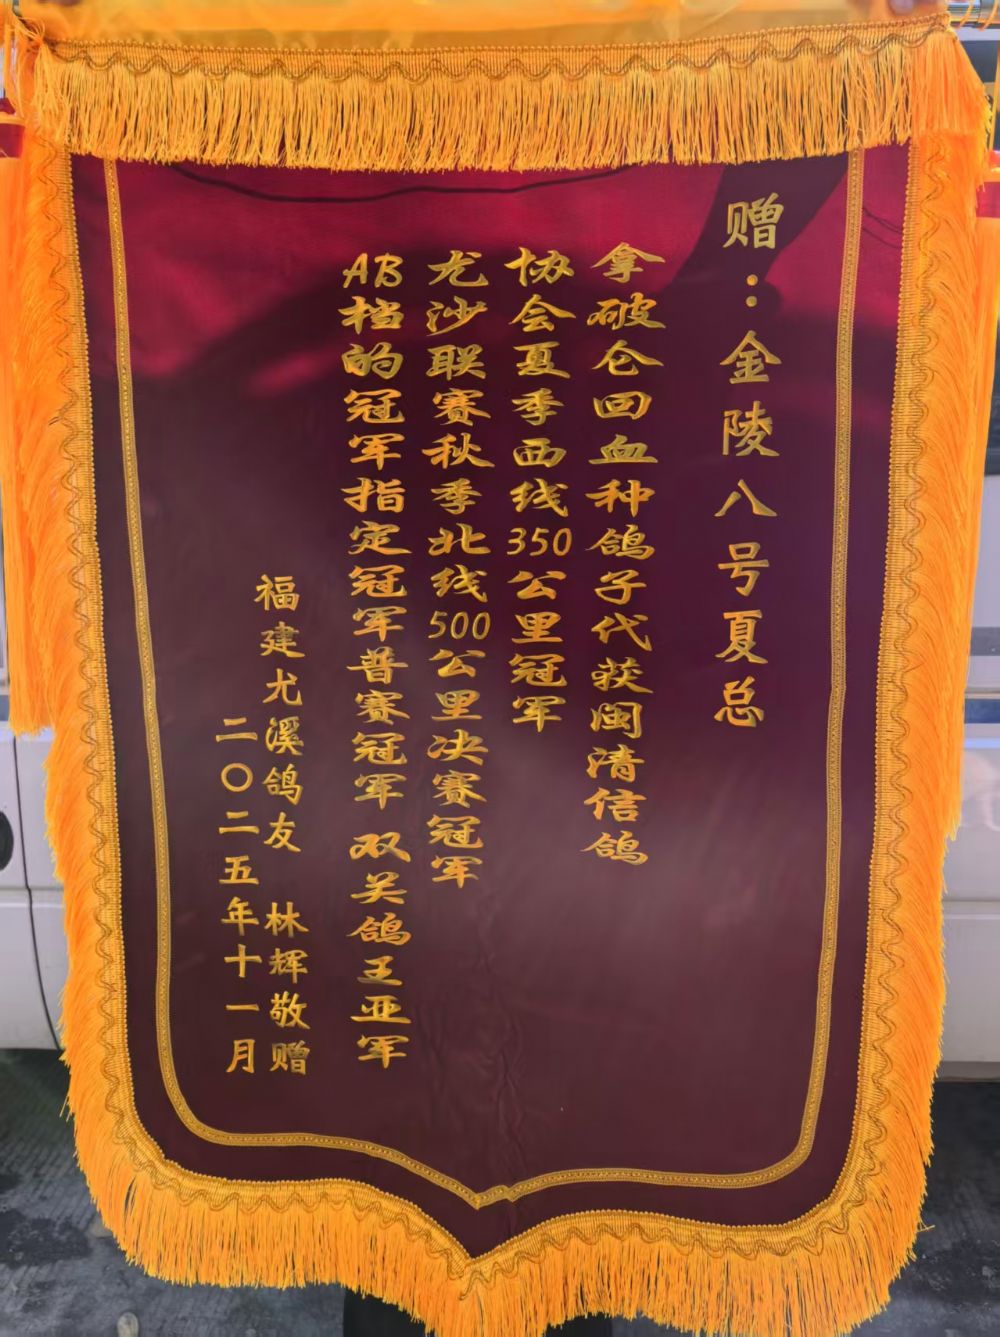 赠：金陵八号夏总
拿破仑回血种鸽子代获闽清信鸽
协会夏季西线350公里冠军
尤沙联赛秋季北线500公里决赛冠军
AB档的冠军指定冠军普赛冠军 双关鸽王亚军
福建尤溪鸽友 林辉敬赠
二〇二五年十一月